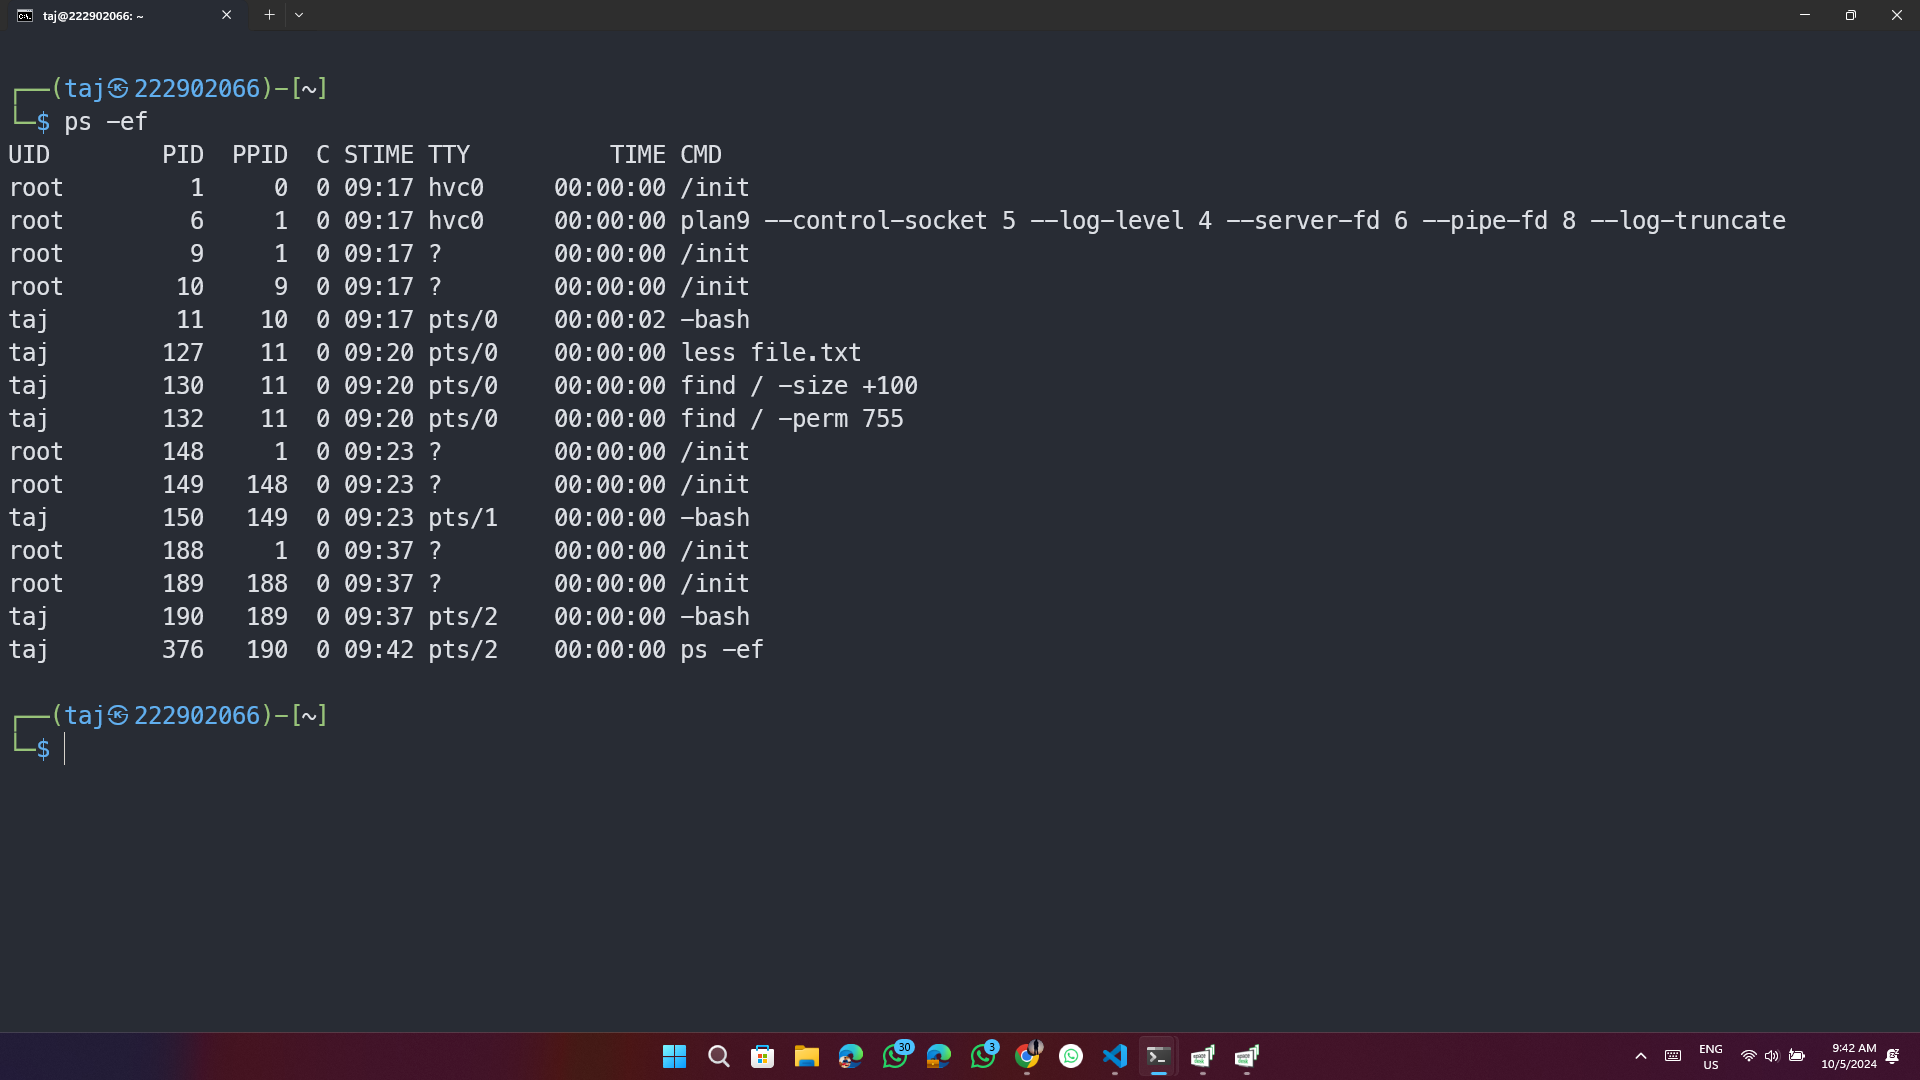 taj@222902066: ~
┌──(taj㉿222902066)-[~]
└─$ ps -ef
UID        PID  PPID  C STIME TTY          TIME CMD
root         1     0  0 09:17 hvc0     00:00:00 /init
root         6     1  0 09:17 hvc0     00:00:00 plan9 --control-socket 5 --log-level 4 --server-fd 6 --pipe-fd 8 --log-truncate
root         9     1  0 09:17 ?        00:00:00 /init
root        10     9  0 09:17 ?        00:00:00 /init
taj         11    10  0 09:17 pts/0    00:00:02 -bash
taj        127    11  0 09:20 pts/0    00:00:00 less file.txt
taj        130    11  0 09:20 pts/0    00:00:00 find / -size +100
taj        132    11  0 09:20 pts/0    00:00:00 find / -perm 755
root       148     1  0 09:23 ?        00:00:00 /init
root       149   148  0 09:23 ?        00:00:00 /init
taj        150   149  0 09:23 pts/1    00:00:00 -bash
root       188     1  0 09:37 ?        00:00:00 /init
root       189   188  0 09:37 ?        00:00:00 /init
taj        190   189  0 09:37 pts/2    00:00:00 -bash
taj        376   190  0 09:42 pts/2    00:00:00 ps -ef
┌──(taj㉿222902066)-[~]
└─$
30
3
ENG
US
9:42 AM
10/5/2024